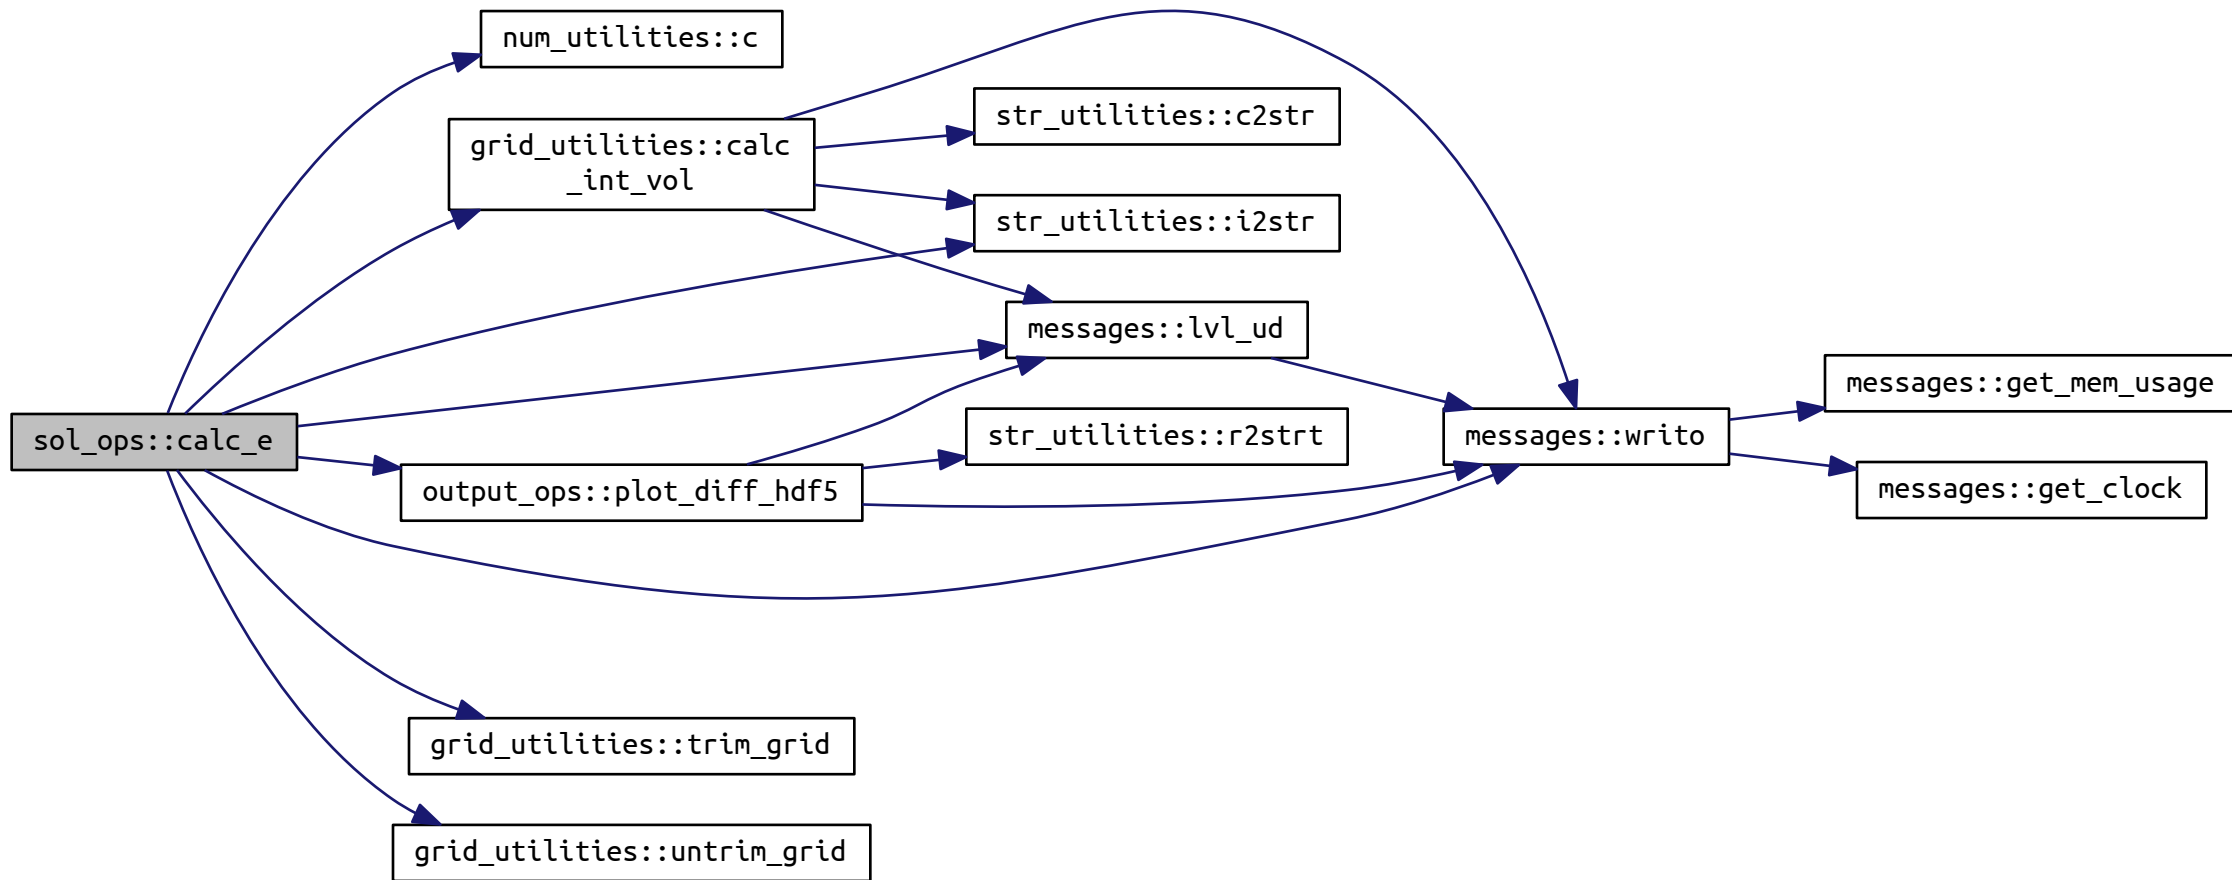 num_utilities::c
str_utilities::c2str
grid_utilities::calc
_int_vol
str_utilities::i2str
messages::lvl_ud
messages::get_mem_usage
sol_ops::calc_e
str_utilities::r2strt
messages::writo
output_ops::plot_diff_hdf5
messages::get_clock
grid_utilities::trim_grid
grid_utilities::untrim_grid